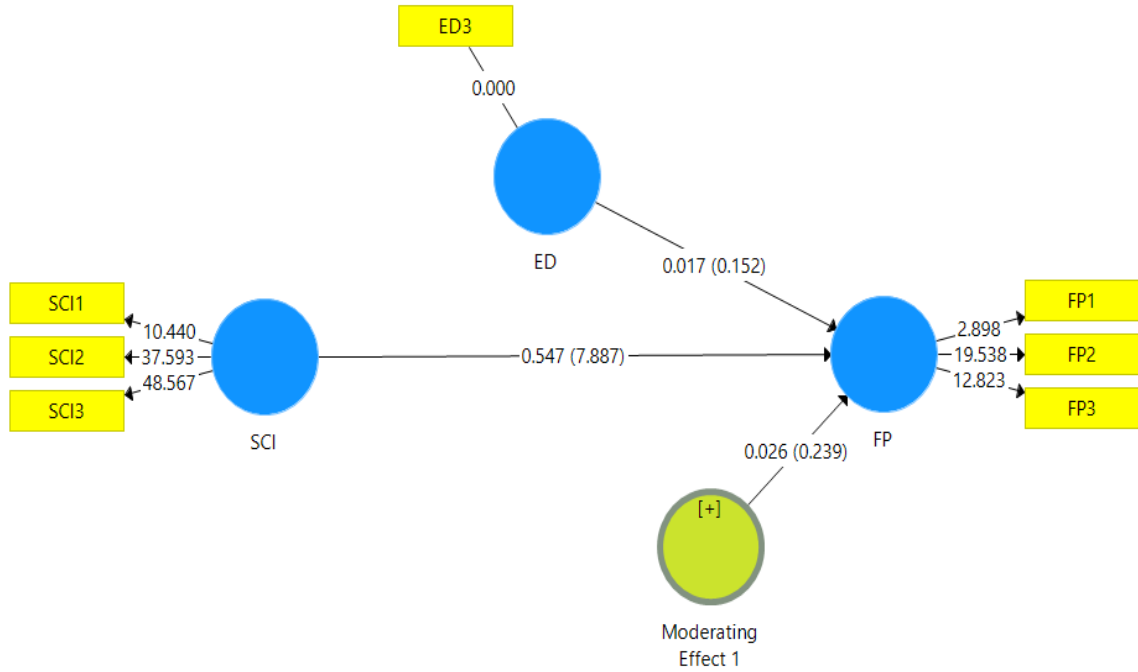 ED3
0.000
ED
0.017 (0.152)
SCI1
SCI2
SCI3
10.440
37.593
48.567
SCI
0.547 (7.887)
FP1
FP2
FP3
2.898
19.538
12.823
FP
0.026 (0.239)
[+]
Moderating
Effect 1